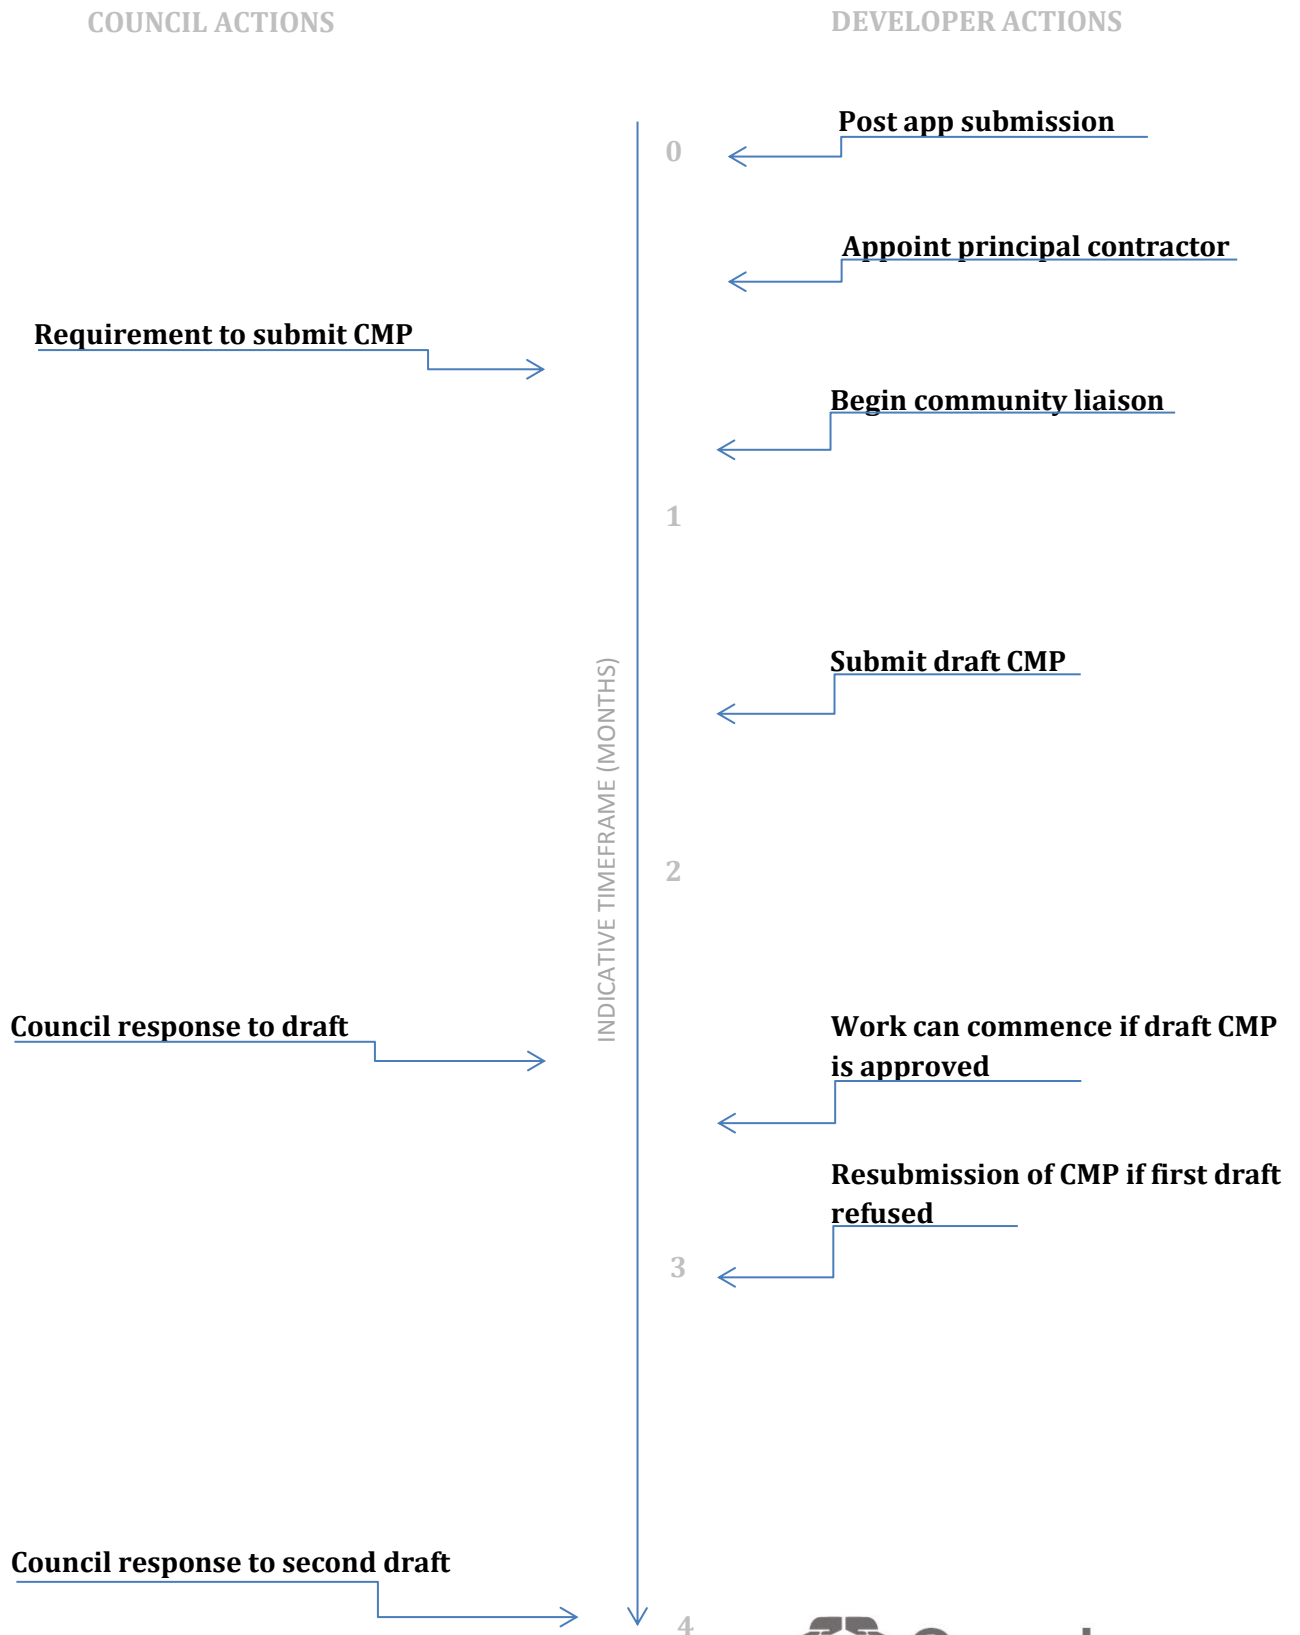 COUNCIL ACTIONS
DEVELOPER ACTIONS
Post app submission
0
Appoint principal contractor
Requirement to submit CMP
Begin community liaison
1
Submit draft CMP
INDICATIVE TIMEFRAME (MONTHS)
2
Council response to draft
Work can commence if draft CMP
is approved
Resubmission of CMP if first draft
refused
3
Council response to second draft
4